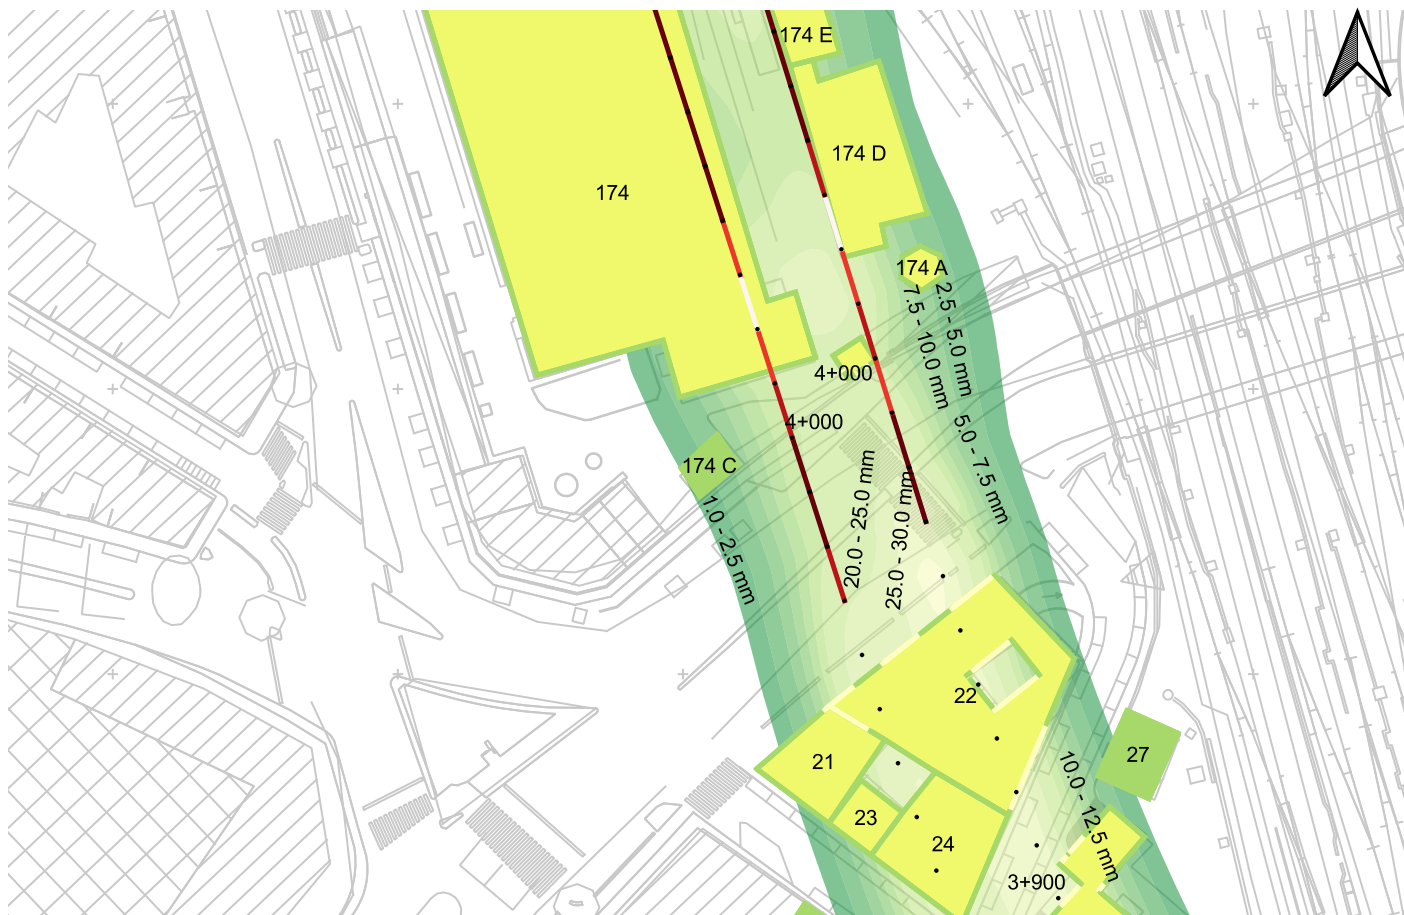 174 E
174 D
174
174 A
2.5 - 5.0 mm
7.5 - 10.0 mm
4+000
4+000
5.0 - 7.5 mm
174 C
20.0 - 25.0 mm
25.0 - 30.0 mm
1.0 - 2.5 mm
22
21
27
10.0 - 12.5 mm
23
24
3+900